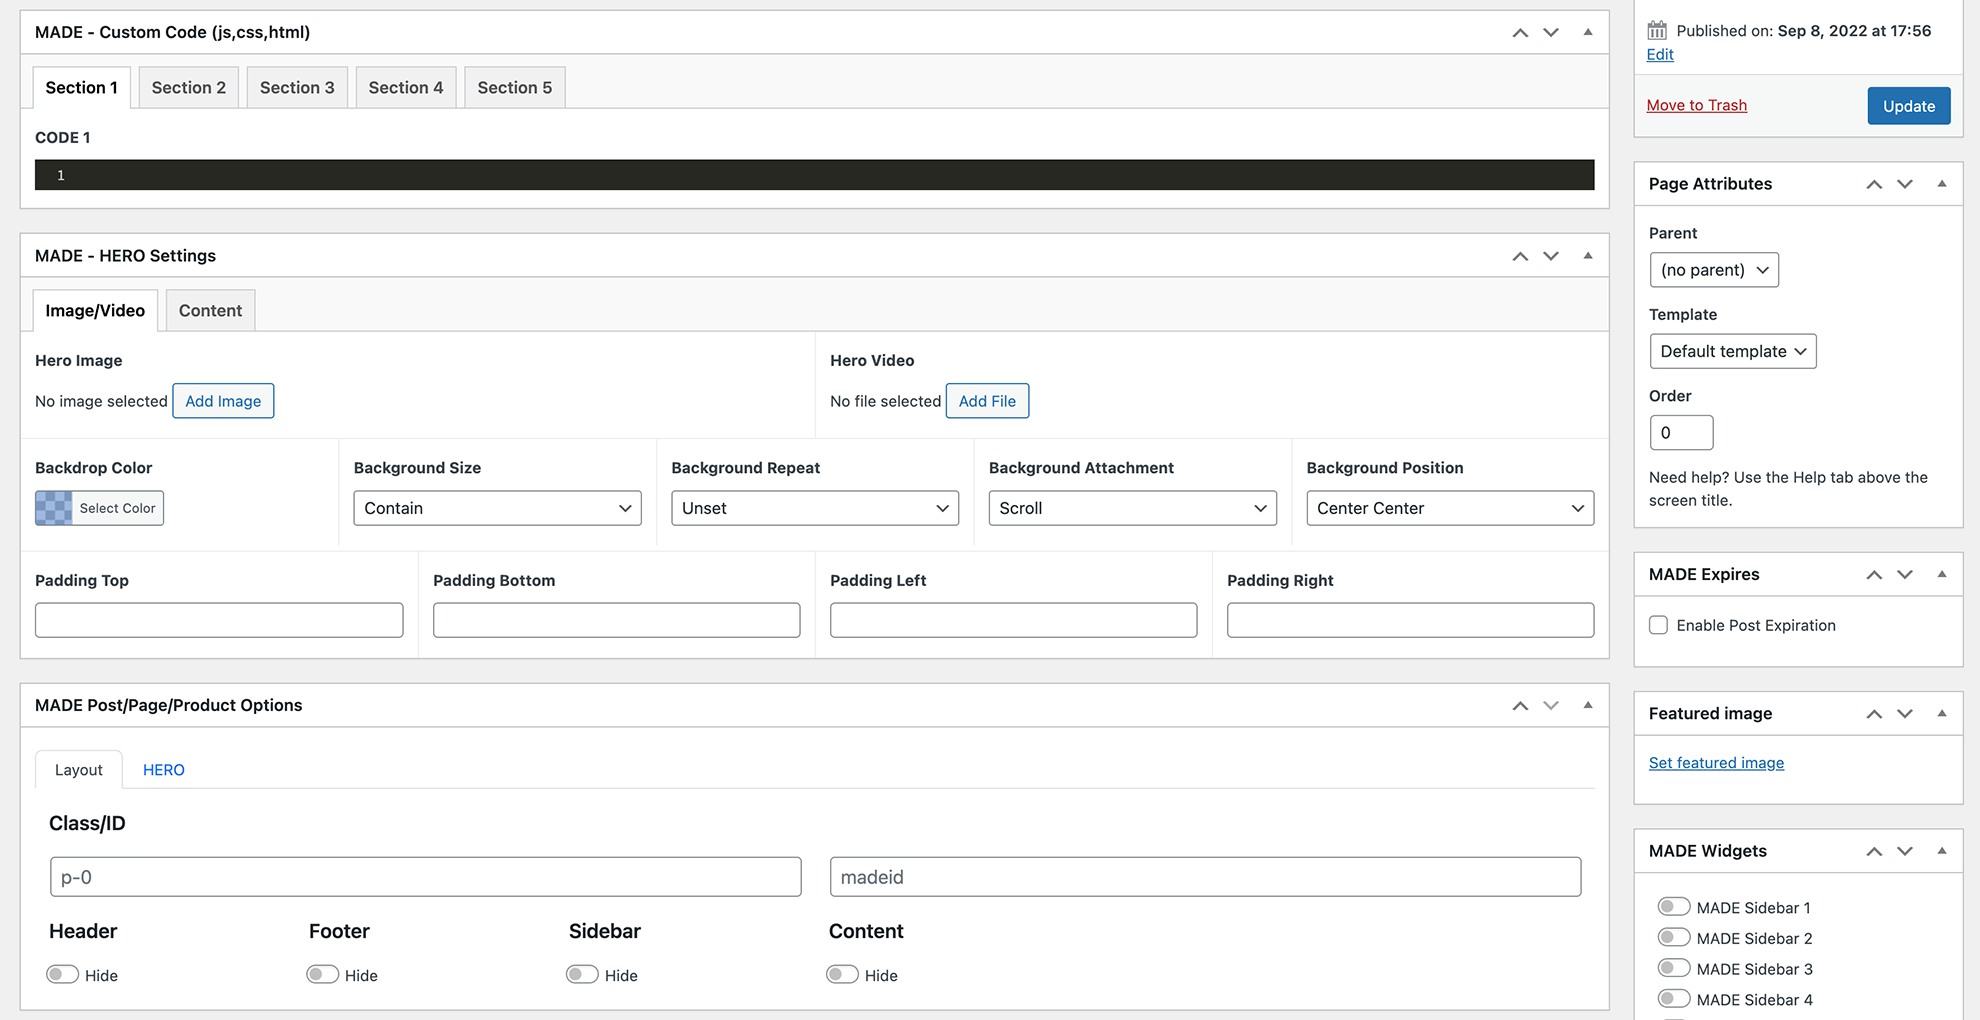 MADE - Custom Code (js,css,html)
Section 1 Section 2 Section 3 Section 4 Section 5
CODE 1
1
MADE - HERO Settings
Image/Video Content
Hero Image Hero Video
No image selected Add Image No file selected Add File
Backdrop Color Background Size Background Repeat Background Attachment Background Position
Select Color Contain Unset Scroll Center Center
Padding Top Padding Bottom Padding Left Padding Right
MADE Post/Page/Product Options
Layout HERO
Class/ID
p-0 madeid
Header Footer Sidebar Content
Hide Hide Hide Hide
Published on: Sep 8, 2022 at 17:56
Edit
Move to Trash Update
Page Attributes
Parent
(no parent)
Template
Default template
Order
0
Need help? Use the Help tab above the
screen title.
MADE Expires
Enable Post Expiration
Featured image
Set featured image
MADE Widgets
MADE Sidebar 1
MADE Sidebar 2
MADE Sidebar 3
MADE Sidebar 4